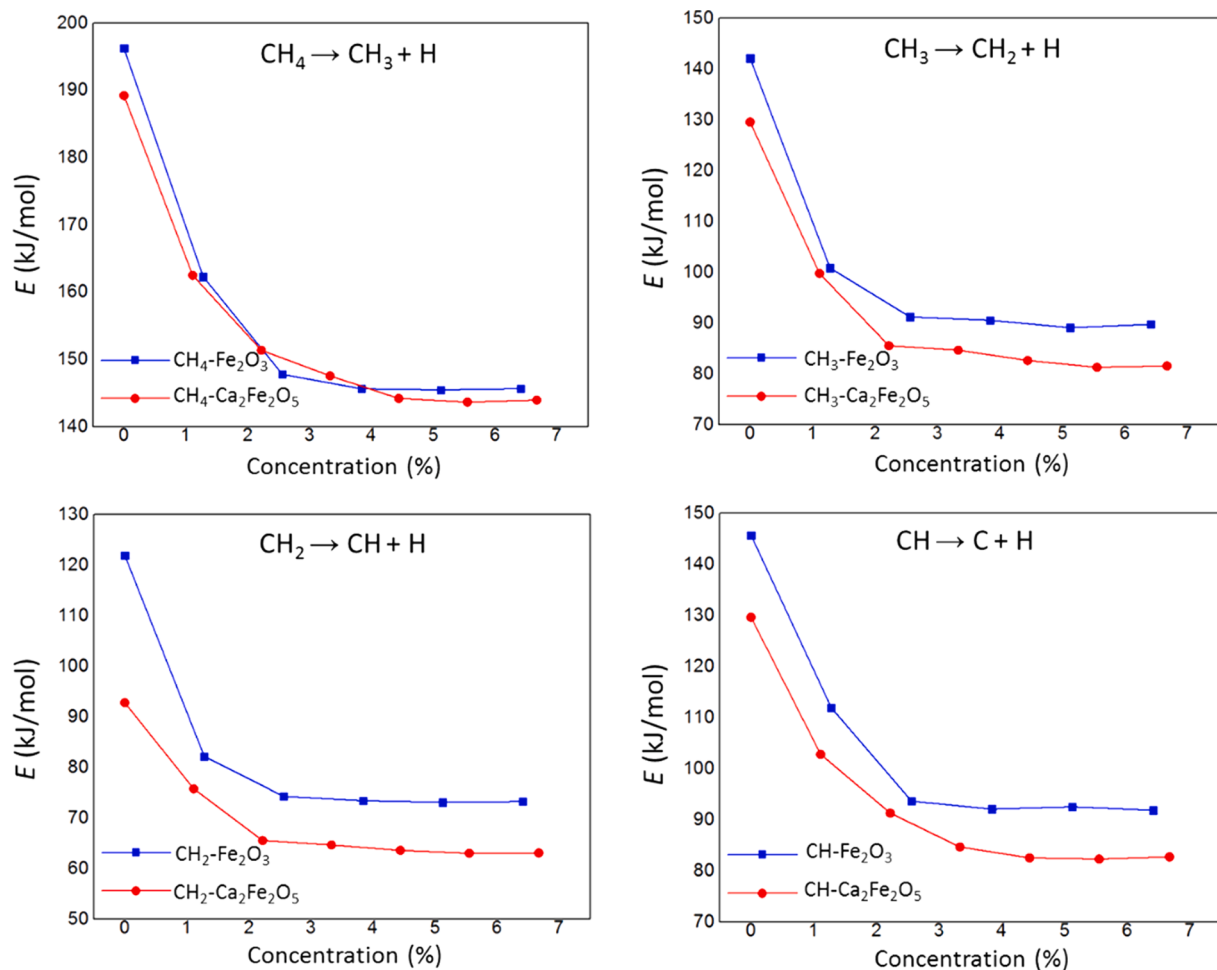 CH₄ → CH₃ + H
E (kJ/mol)
200
190
180
170
160
150
140
CH₄-Fe₂O₃
CH₄-Ca₂Fe₂O₅
0 1 2 3 4 5 6 7
Concentration (%)
CH₃ → CH₂ + H
E (kJ/mol)
150
140
130
120
110
100
90
80
70
CH₃-Fe₂O₃
CH₃-Ca₂Fe₂O₅
0 1 2 3 4 5 6 7
Concentration (%)
CH₂ → CH + H
E (kJ/mol)
130
120
110
100
90
80
70
60
50
CH₂-Fe₂O₃
CH₂-Ca₂Fe₂O₅
0 1 2 3 4 5 6 7
Concentration (%)
CH → C + H
E (kJ/mol)
150
140
130
120
110
100
90
80
70
CH-Fe₂O₃
CH-Ca₂Fe₂O₅
0 1 2 3 4 5 6 7
Concentration (%)